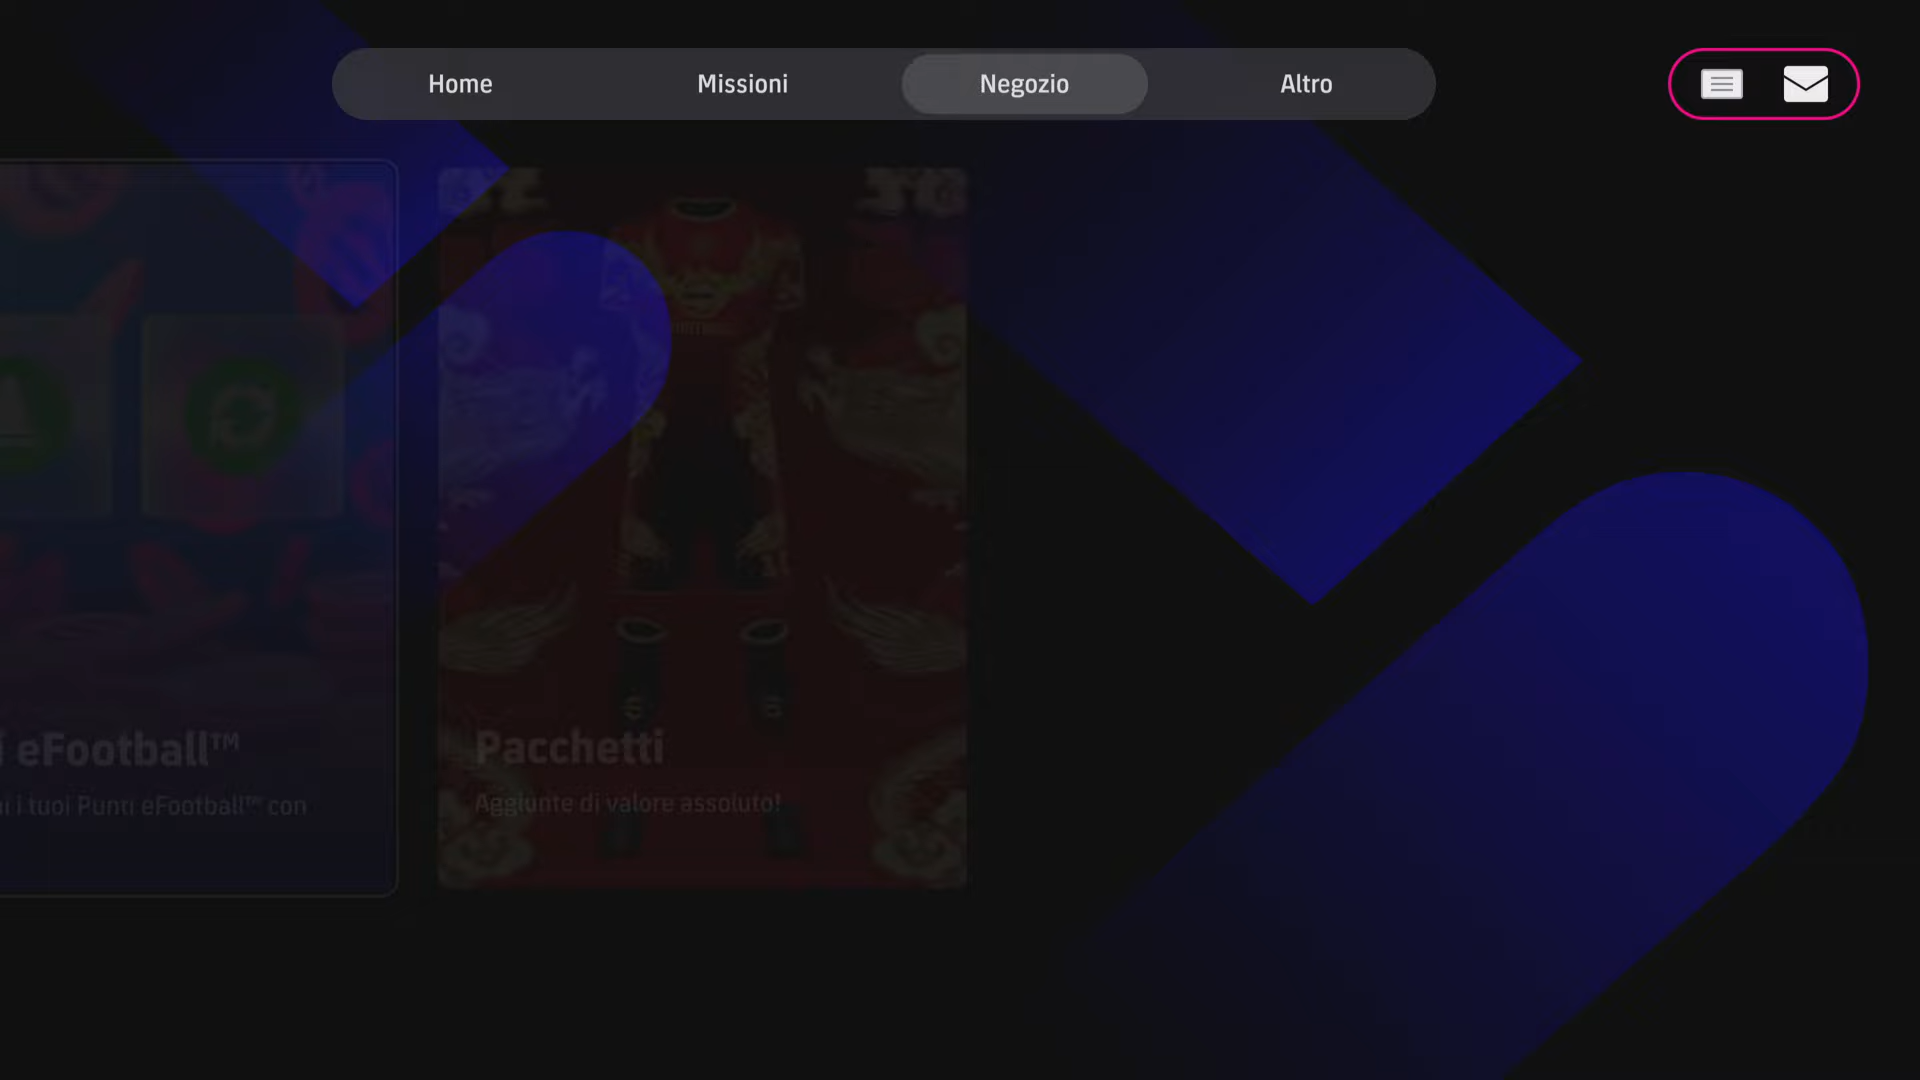 Home
Missioni
Negozio
Altro
i eFootball™
i i tuoi Punti eFootball™ con
Pacchetti
Aggiunte di valore assoluto!